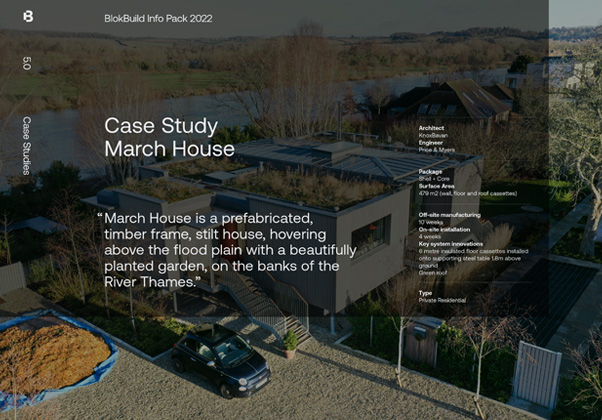 B
BlokBuild Info Pack 2022
50
Case Studies
Case Study
March House
“March House is a prefabricated,
timber frame, stilt house, hovering
above the flood plain with a beautifully
planted garden, on the banks of the
River Thames.”
Architect
KnoxBhavan
Engineer
Price & Myers
Package
Shell + Core
Surface Area
479 m2 (wall, floor and roof cassettes)
Off-site manufacturing
10 weeks
On-site installation
4 weeks
Key system innovations
6 metre insulated floor cassettes installed
onto supporting steel table 1.8m above
ground
Green roof
Type
Private Residential